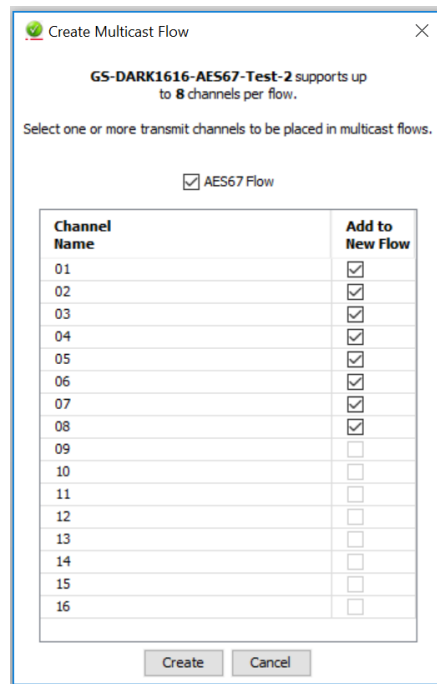 Create Multicast Flow
GS-DARK1616-AES67-Test-2 supports up
to 8 channels per flow.
Select one or more transmit channels to be placed in multicast flows.
AES67 Flow
Channel Name Add to New Flow
01
02
03
04
05
06
07
08
09
10
11
12
13
14
15
16
Create Cancel